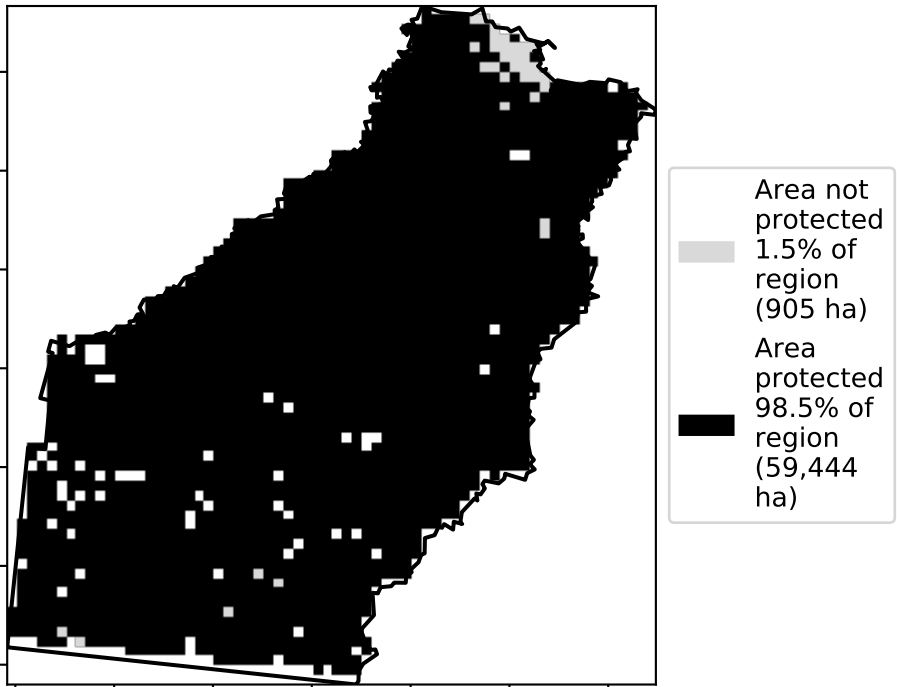 Area not
protected
1.5% of
region
(905 ha)
Area
protected
98.5% of
region
(59,444
ha)